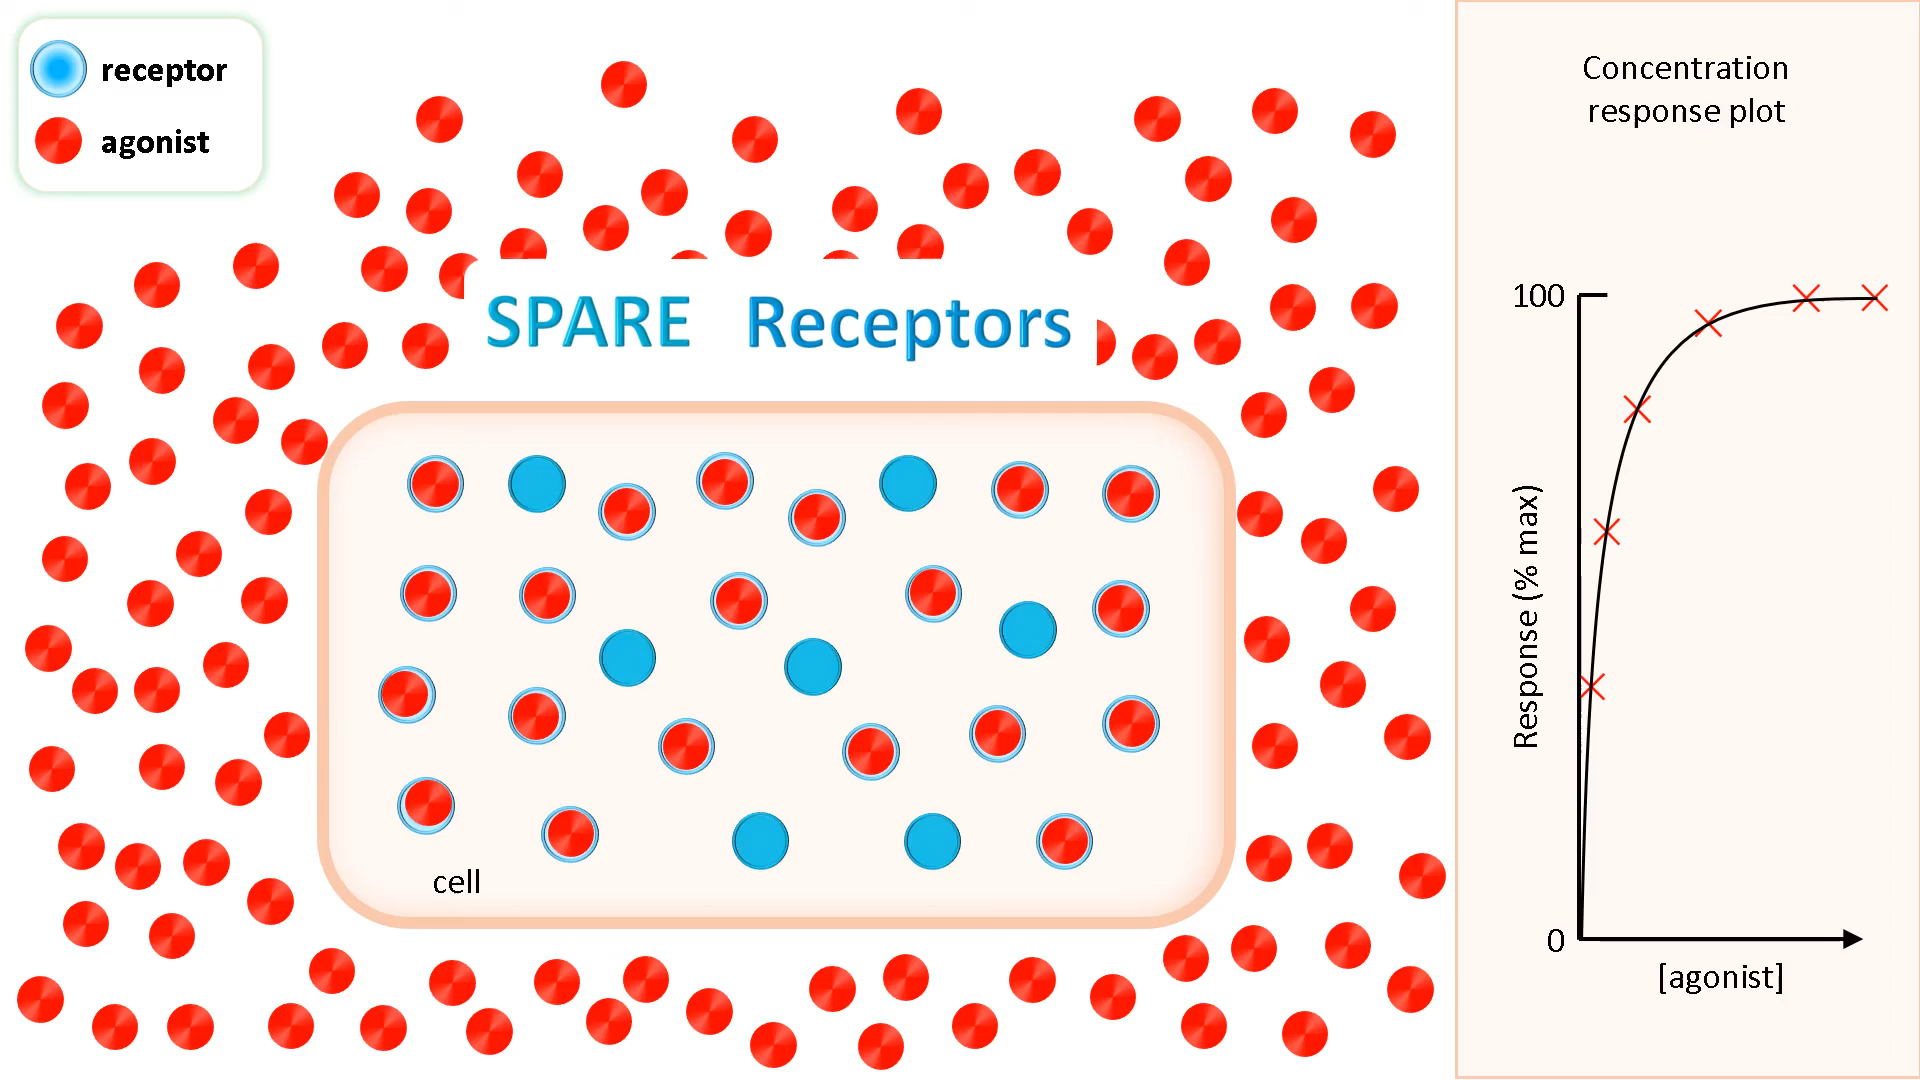 receptor
agonist
SPARE Receptors
cell
Concentration
response plot
100
Response (% max)
0
[agonist]